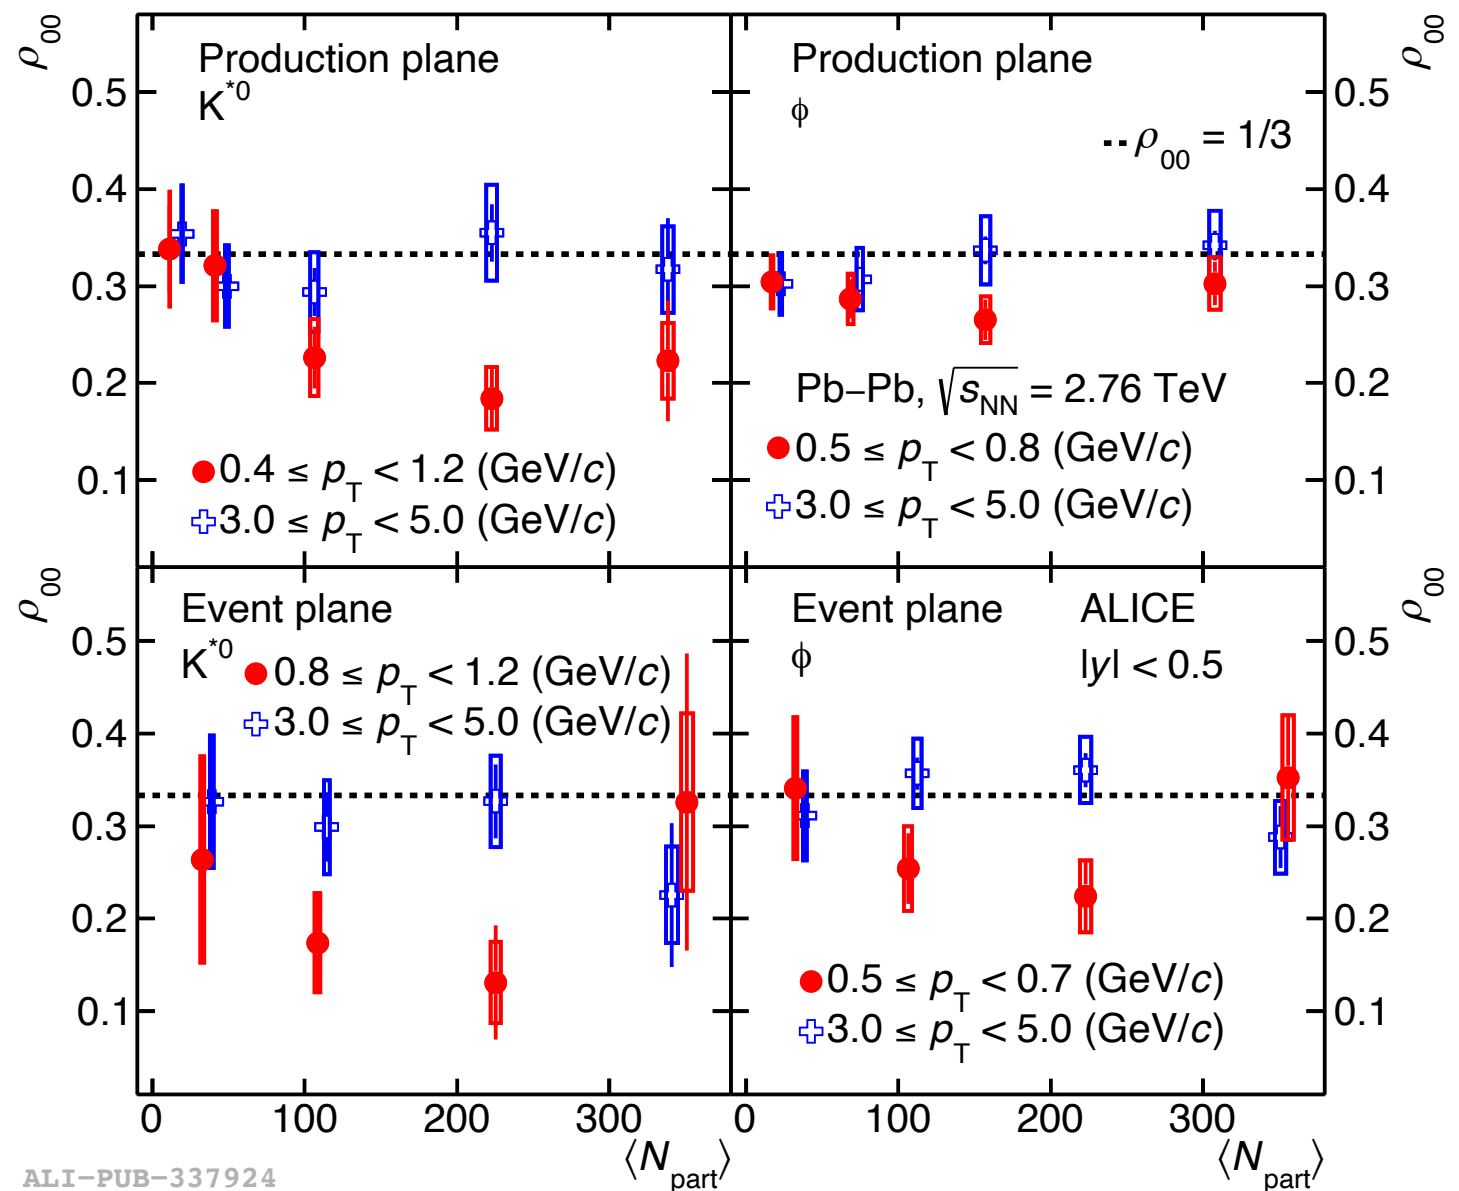 ρ00
Production plane
K*0
0.5
0.4
0.3
0.2
0.1
0.4 ≤ pT < 1.2 (GeV/c)
3.0 ≤ pT < 5.0 (GeV/c)
Production plane
ϕ
ρ00 = 1/3
Pb–Pb, √sNN = 2.76 TeV
0.5 ≤ pT < 0.8 (GeV/c)
3.0 ≤ pT < 5.0 (GeV/c)
ρ00
0.5
0.4
0.3
0.2
0.1
ρ00
Event plane
K*0
0.8 ≤ pT < 1.2 (GeV/c)
3.0 ≤ pT < 5.0 (GeV/c)
0.5
0.4
0.3
0.2
0.1
0 100 200 300
⟨Npart⟩
Event plane
ϕ
ALICE
|y| < 0.5
0.5 ≤ pT < 0.7 (GeV/c)
3.0 ≤ pT < 5.0 (GeV/c)
ρ00
0.5
0.4
0.3
0.2
0.1
0 100 200 300
⟨Npart⟩
ALI−PUB−337924